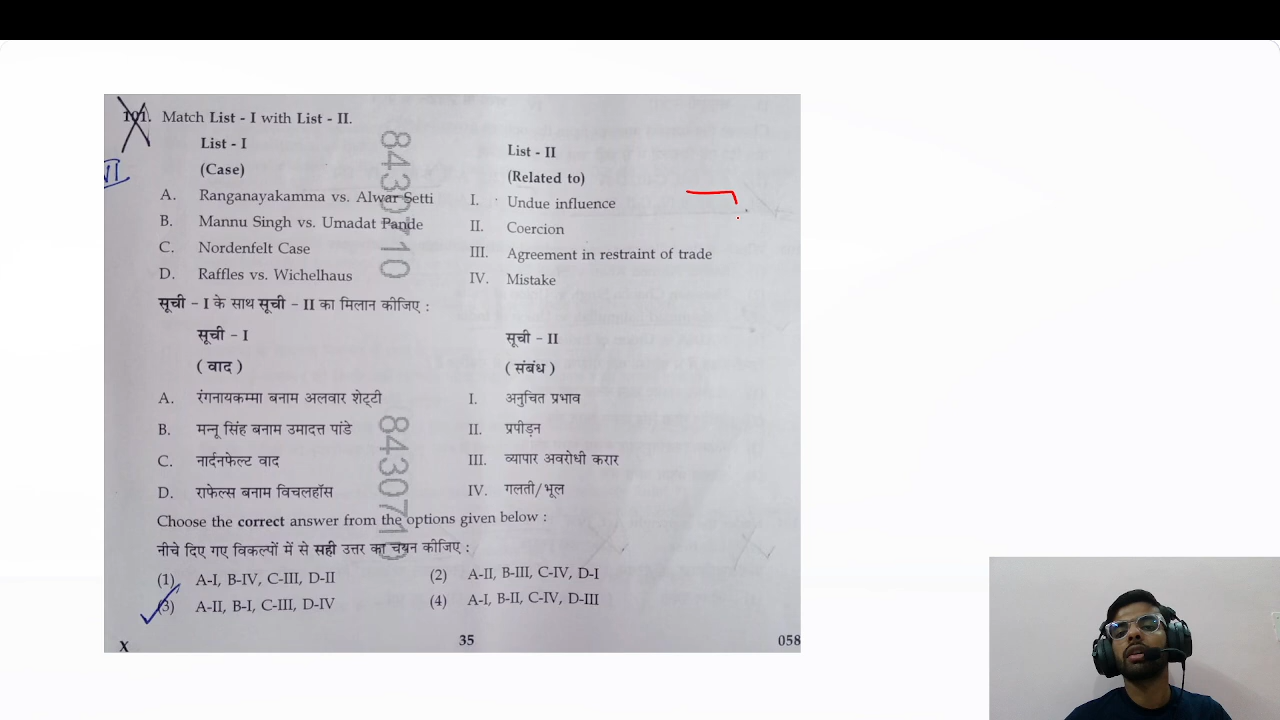 101. Match List - I with List - II.
List - I List - II
(Case) (Related to)
VI
A. Ranganayakamma vs. Alwar Setti I. Undue influence
B. Mannu Singh vs. Umadat Pande II. Coercion
C. Nordenfelt Case III. Agreement in restraint of trade
D. Raffles vs. Wichelhaus IV. Mistake
सूची - I के साथ सूची - II का मिलान कीजिए :
सूची - I सूची - II
( वाद ) ( संबंध )
A. रंगनायकम्मा बनाम अलवार शेट्टी I. अनुचित प्रभाव
B. मन्नू सिंह बनाम उमादत्त पांडे II. प्रपीड़न
C. नार्दनफेल्ट वाद III. व्यापार अवरोधी करार
D. राफेल्स बनाम विचलहॉस IV. गलती/भूल
Choose the correct answer from the options given below :
नीचे दिए गए विकल्पों में से सही उत्तर का चयन कीजिए :
(1) A-I, B-IV, C-III, D-II (2) A-II, B-III, C-IV, D-I
(3) A-II, B-I, C-III, D-IV (4) A-I, B-II, C-IV, D-III
X 35 058
8430710
8430710